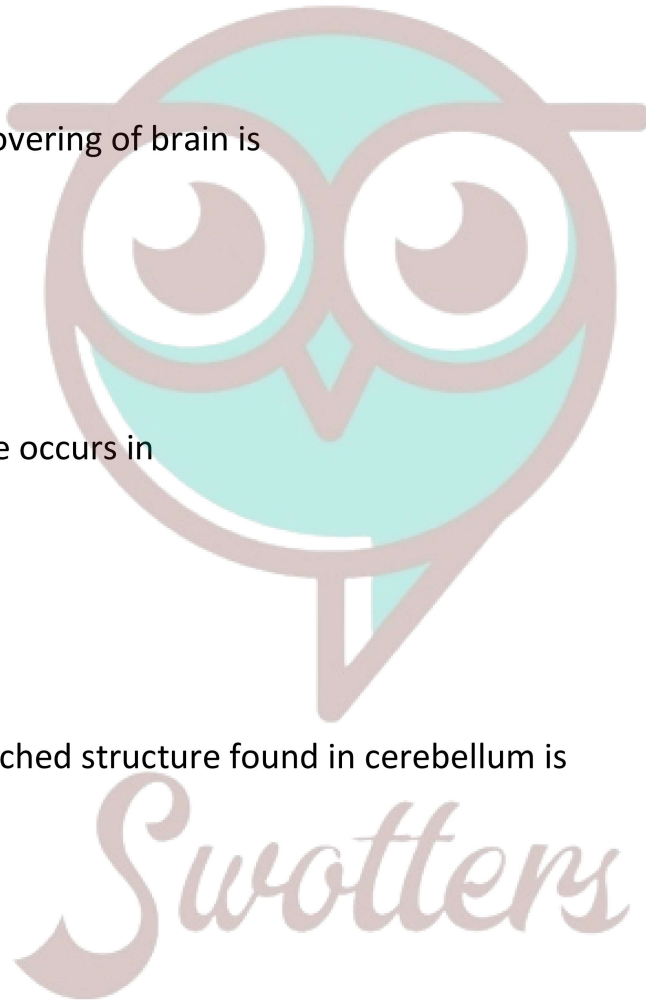 overing of brain is
e occurs in
ched structure found in cerebellum is
Swotters